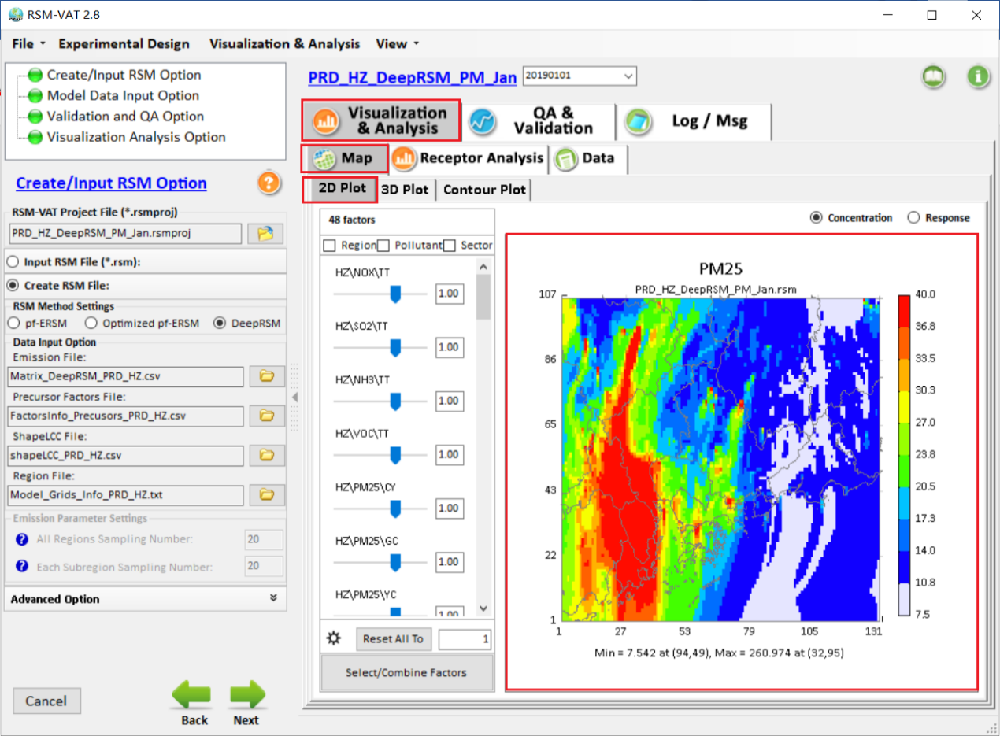 RSM-VAT 2.8
File Experimental Design Visualization & Analysis View
Create/Input RSM Option
Model Data Input Option
Validation and QA Option
Visualization Analysis Option
Create/Input RSM Option
RSM-VAT Project File (*.rsmproj)
PRD_HZ_DeepRSM_PM_Jan.rsmproj
Input RSM File (*.rsm):
Create RSM File:
RSM Method Settings
pf-ERSM Optimized pf-ERSM DeepRSM
Data Input Option
Emission File:
Matrix_DeepRSM_PRD_HZ.csv
Precursor Factors File:
FactorsInfo_Precusors_PRD_HZ.csv
ShapeLCC File:
shapeLCC_PRD_HZ.csv
Region File:
Model_Grids_Info_PRD_HZ.txt
Emission Parameter Settings
All Regions Sampling Number: 20
Each Subregion Sampling Number: 20
Advanced Option
Cancel
Back
Next
PRD_HZ_DeepRSM_PM_Jan 20190101
Visualization
& Analysis
QA &
Validation
Log / Msg
Map Receptor Analysis Data
2D Plot 3D Plot Contour Plot
48 factors
Region Pollutant Sector
HZ\NOX\TT
1.00
HZ\SO2\TT
1.00
HZ\NH3\TT
1.00
HZ\VOC\TT
1.00
HZ\PM25\CY
1.00
HZ\PM25\GC
1.00
HZ\PM25\YC
1.00
Reset All To 1
Select/Combine Factors
Concentration Response
PM25
PRD_HZ_DeepRSM_PM_Jan.rsm
107
86
65
43
22
1
1 27 53 79 105 131
40.0
36.8
33.5
30.3
27.0
23.8
20.5
17.3
14.0
10.8
7.5
Min = 7.542 at (94,49), Max = 260.974 at (32,95)